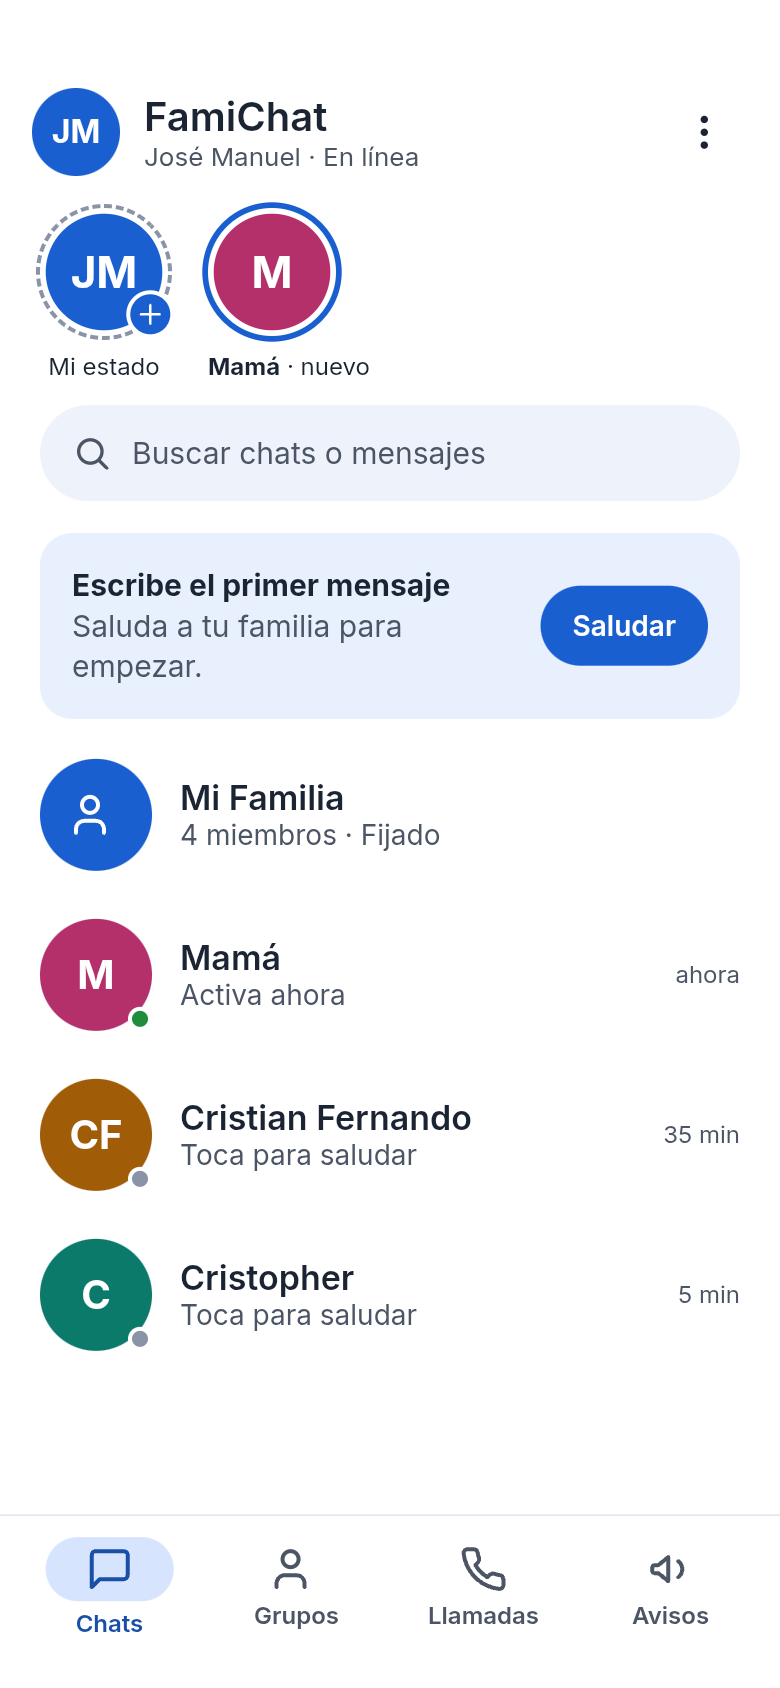 JM
FamiChat
José Manuel · En línea
JM
M
Mi estado
Mamá · nuevo
Buscar chats o mensajes
Escribe el primer mensaje
Saluda a tu familia para
empezar.
Saludar
Mi Familia
4 miembros · Fijado
M
Mamá
Activa ahora
ahora
CF
Cristian Fernando
Toca para saludar
35 min
C
Cristopher
Toca para saludar
5 min
Chats
Grupos
Llamadas
Avisos